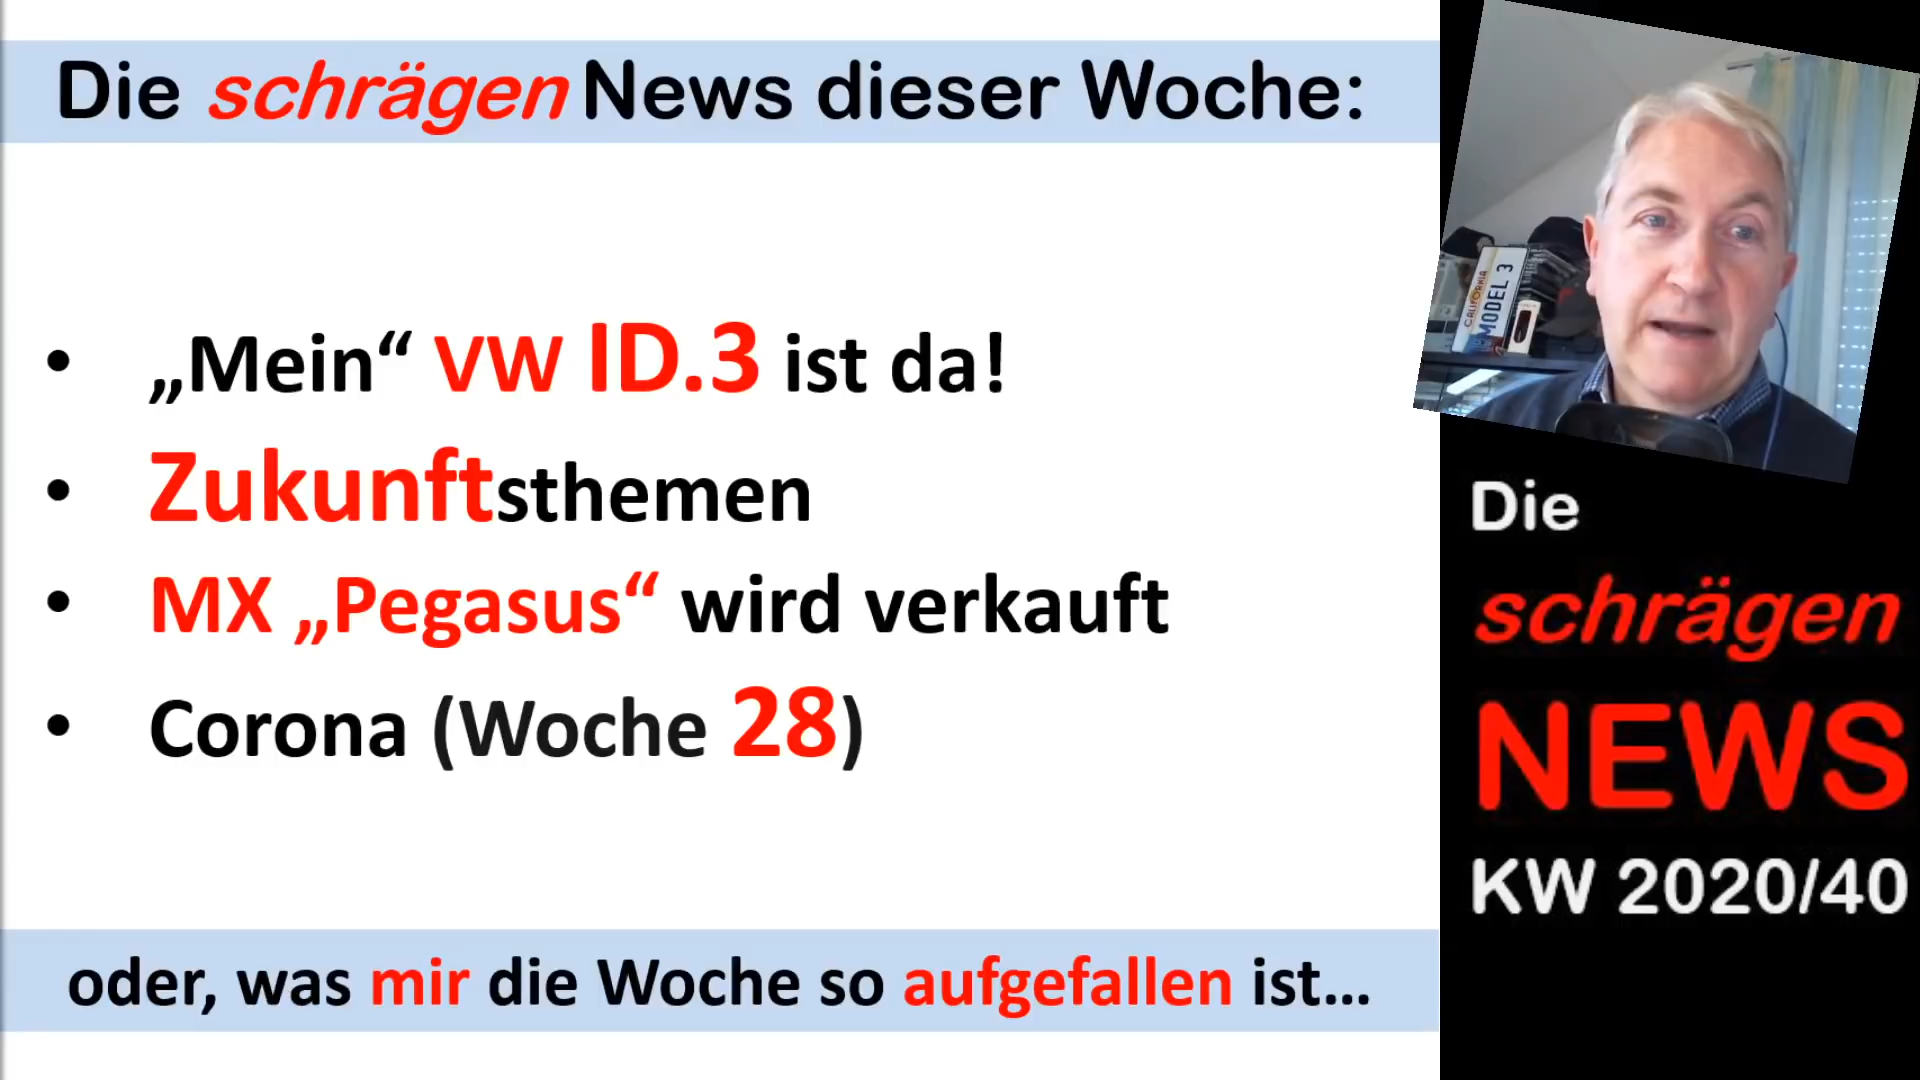 Die schrägen News dieser Woche:
• „Mein“ VW ID.3 ist da!
• Zukunftsthemen
• MX „Pegasus“ wird verkauft
• Corona (Woche 28)
oder, was mir die Woche so aufgefallen ist...
CALIFORNIA
MODEL 3
Die
schrägen
NEWS
KW 2020/40